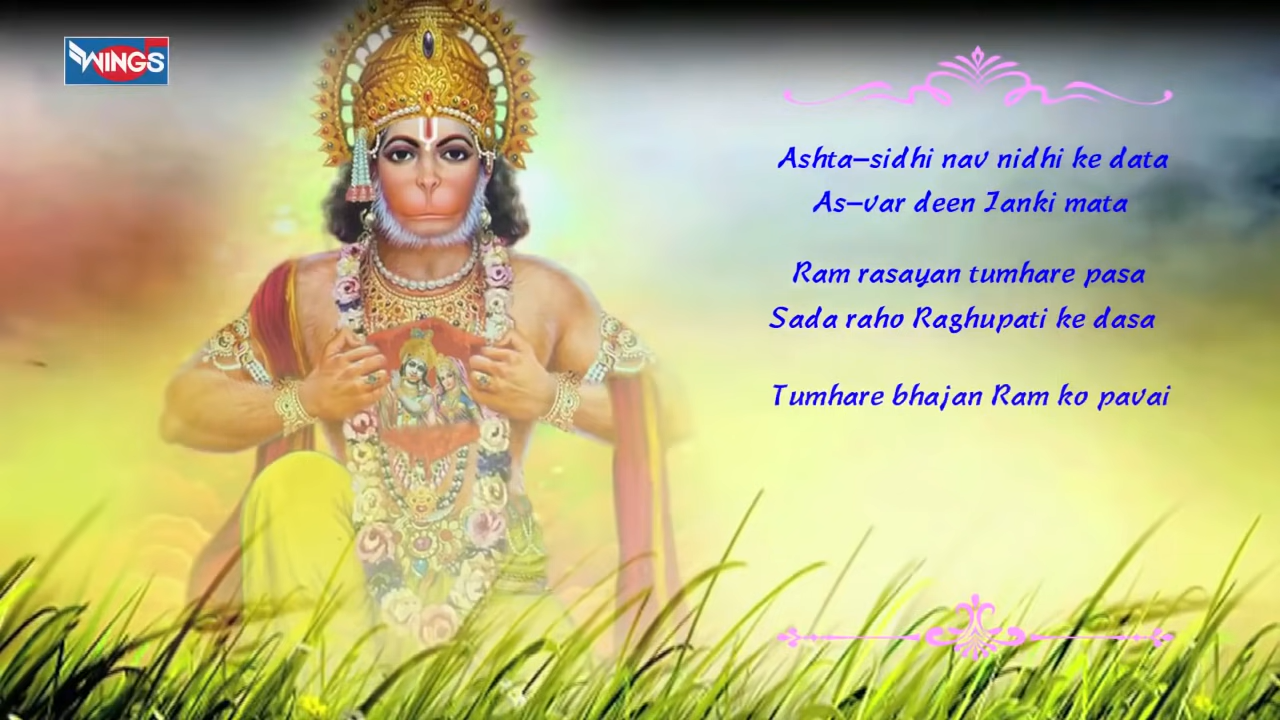 WINGS
Ashta-sidhi nav nidhi ke data
As-var deen Janki mata
Ram rasayan tumhare pasa
Sada raho Raghupati ke dasa
Tumhare bhajan Ram ko pavai